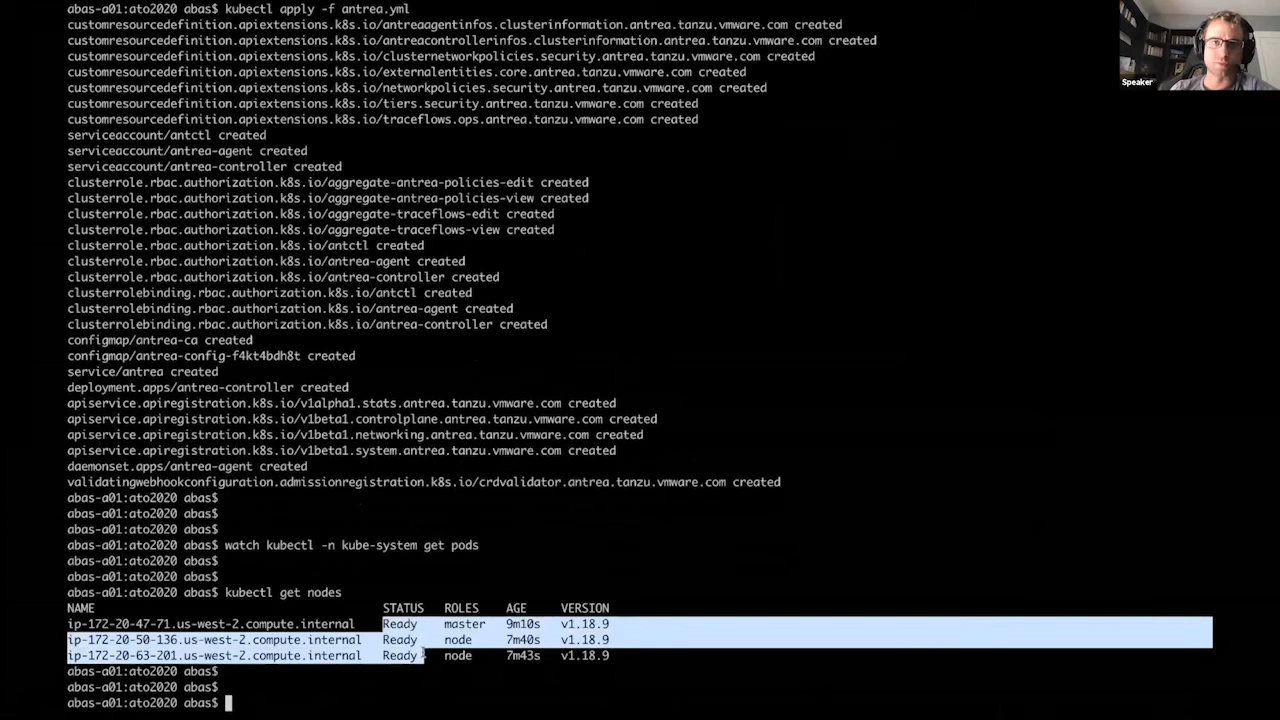 abas-a01:ato2020 abas$ kubectl apply -f antrea.yml
customresourcedefinition.apiextensions.k8s.io/antreaagentinfos.clusterinformation.antrea.tanzu.vmware.com created
customresourcedefinition.apiextensions.k8s.io/antreacontrollerinfos.clusterinformation.antrea.tanzu.vmware.com created
customresourcedefinition.apiextensions.k8s.io/clusternetworkpolicies.security.antrea.tanzu.vmware.com created
customresourcedefinition.apiextensions.k8s.io/externalentities.core.antrea.tanzu.vmware.com created
customresourcedefinition.apiextensions.k8s.io/networkpolicies.security.antrea.tanzu.vmware.com created
customresourcedefinition.apiextensions.k8s.io/tiers.security.antrea.tanzu.vmware.com created
customresourcedefinition.apiextensions.k8s.io/traceflows.ops.antrea.tanzu.vmware.com created
serviceaccount/antctl created
serviceaccount/antrea-agent created
serviceaccount/antrea-controller created
clusterrole.rbac.authorization.k8s.io/aggregate-antrea-policies-edit created
clusterrole.rbac.authorization.k8s.io/aggregate-antrea-policies-view created
clusterrole.rbac.authorization.k8s.io/aggregate-traceflows-edit created
clusterrole.rbac.authorization.k8s.io/aggregate-traceflows-view created
clusterrole.rbac.authorization.k8s.io/antctl created
clusterrole.rbac.authorization.k8s.io/antrea-agent created
clusterrole.rbac.authorization.k8s.io/antrea-controller created
clusterrolebinding.rbac.authorization.k8s.io/antctl created
clusterrolebinding.rbac.authorization.k8s.io/antrea-agent created
clusterrolebinding.rbac.authorization.k8s.io/antrea-controller created
configmap/antrea-ca created
configmap/antrea-config-f4kt4bdh8t created
service/antrea created
deployment.apps/antrea-controller created
apiservice.apiregistration.k8s.io/v1alpha1.stats.antrea.tanzu.vmware.com created
apiservice.apiregistration.k8s.io/v1beta1.controlplane.antrea.tanzu.vmware.com created
apiservice.apiregistration.k8s.io/v1beta1.networking.antrea.tanzu.vmware.com created
apiservice.apiregistration.k8s.io/v1beta1.system.antrea.tanzu.vmware.com created
daemonset.apps/antrea-agent created
validatingwebhookconfiguration.admissionregistration.k8s.io/crdvalidator.antrea.tanzu.vmware.com created
abas-a01:ato2020 abas$
abas-a01:ato2020 abas$
abas-a01:ato2020 abas$
abas-a01:ato2020 abas$ watch kubectl -n kube-system get pods
abas-a01:ato2020 abas$
abas-a01:ato2020 abas$
abas-a01:ato2020 abas$ kubectl get nodes
NAME STATUS ROLES AGE VERSION
ip-172-20-47-71.us-west-2.compute.internal Ready master 9m10s v1.18.9
ip-172-20-50-136.us-west-2.compute.internal Ready node 7m40s v1.18.9
ip-172-20-63-201.us-west-2.compute.internal Ready node 7m43s v1.18.9
abas-a01:ato2020 abas$
abas-a01:ato2020 abas$
abas-a01:ato2020 abas$
Speaker